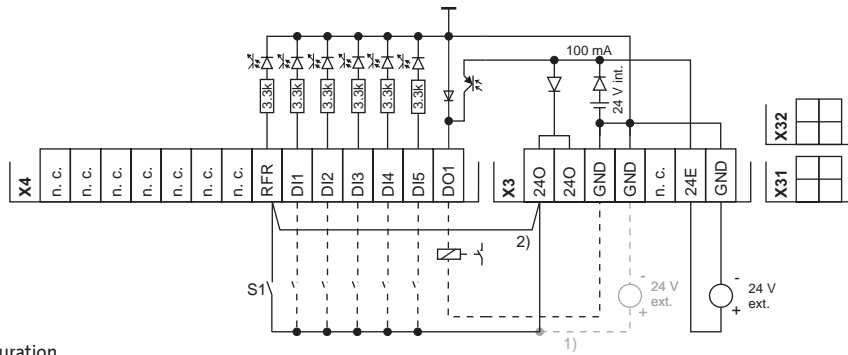 100 mA
3.3k
3.3k
3.3k
3.3k
3.3k
3.3k
24 V int.
X4
n. c.
n. c.
n. c.
n. c.
n. c.
n. c.
n. c.
RFR
DI1
DI2
DI3
DI4
DI5
DO1
X3
24O
24O
GND
GND
n. c.
24E
GND
X32
X31
2)
S1
-
24 V
ext.
+
-
24 V
ext.
+
1)
uration